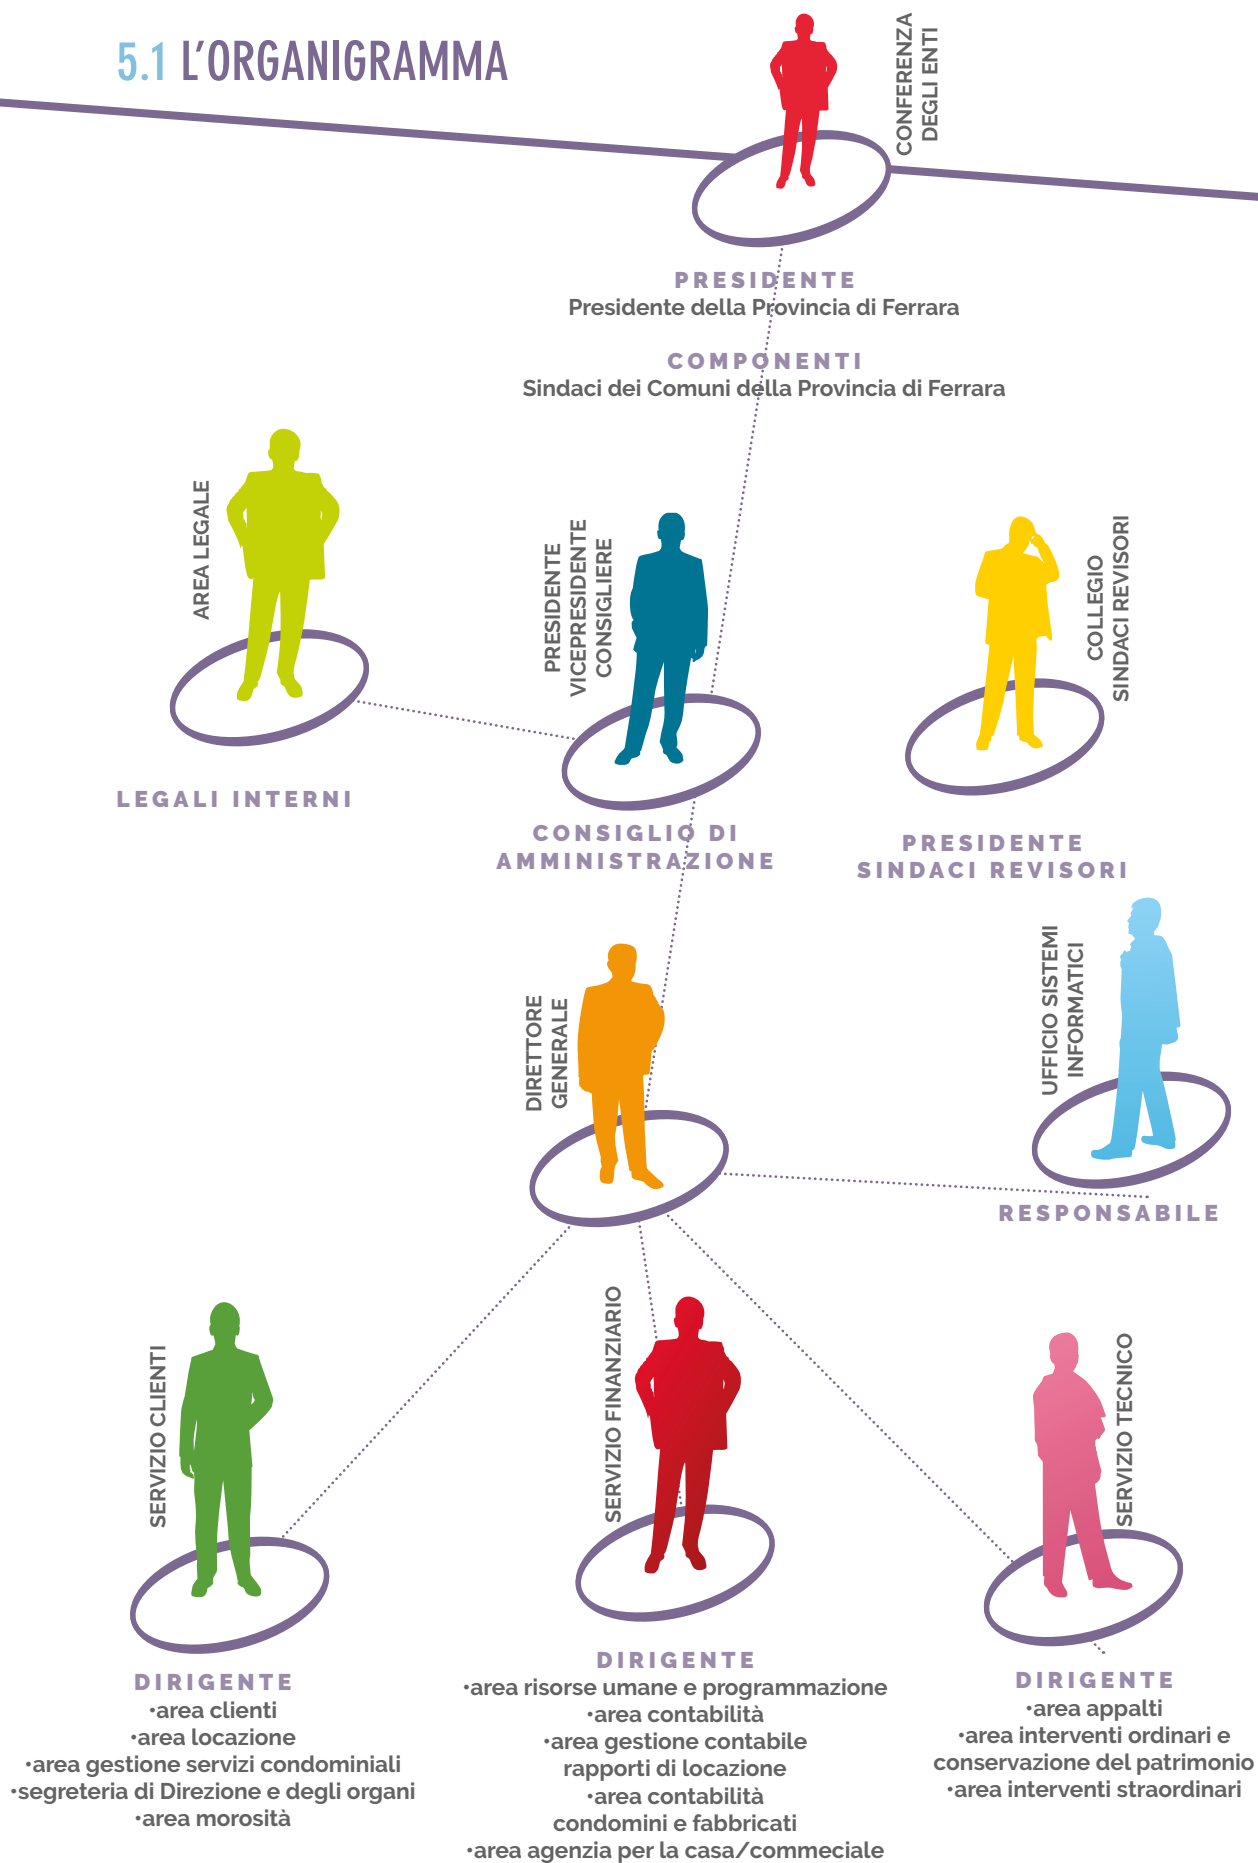 5.1 L'ORGANIGRAMMA
CONFERENZA
DEGLI ENTI
PRESIDENTE
Presidente della Provincia di Ferrara
COMPONENTI
Sindaci dei Comuni della Provincia di Ferrara
AREA LEGALE
LEGALI INTERNI
PRESIDENTE
VICEPRESIDENTE
CONSIGLIERE
CONSIGLIO DI
AMMINISTRAZIONE
COLLEGIO
SINDACI REVISORI
PRESIDENTE
SINDACI REVISORI
DIRETTORE
GENERALE
UFFICIO SISTEMI
INFORMATICI
RESPONSABILE
SERVIZIO CLIENTI
DIRIGENTE
•area clienti
•area locazione
•area gestione servizi condominiali
•segreteria di Direzione e degli organi
•area morosità
SERVIZIO FINANZIARIO
DIRIGENTE
•area risorse umane e programmazione
•area contabilità
•area gestione contabile
rapporti di locazione
•area contabilità
condomini e fabbricati
•area agenzia per la casa/commeciale
SERVIZIO TECNICO
DIRIGENTE
•area appalti
•area interventi ordinari e
conservazione del patrimonio
•area interventi straordinari